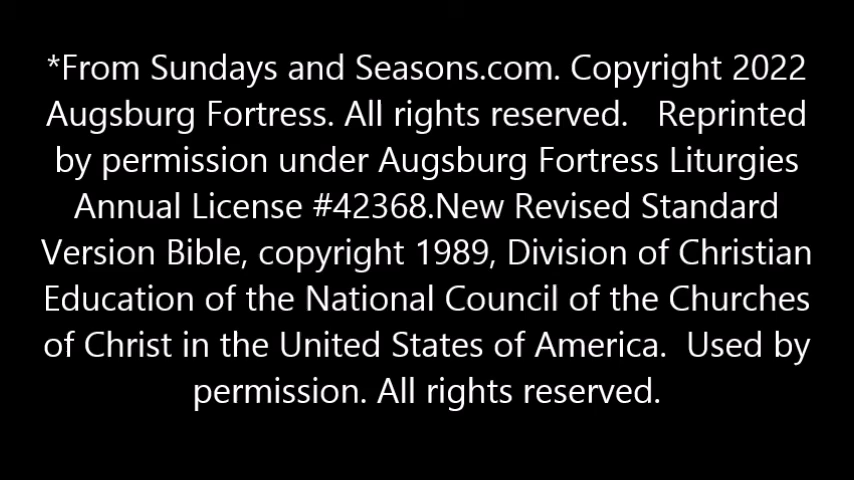 *From Sundays and Seasons.com. Copyright 2022
Augsburg Fortress. All rights reserved.   Reprinted
by permission under Augsburg Fortress Liturgies
Annual License #42368.New Revised Standard
Version Bible, copyright 1989, Division of Christian
Education of the National Council of the Churches
of Christ in the United States of America.  Used by
permission. All rights reserved.